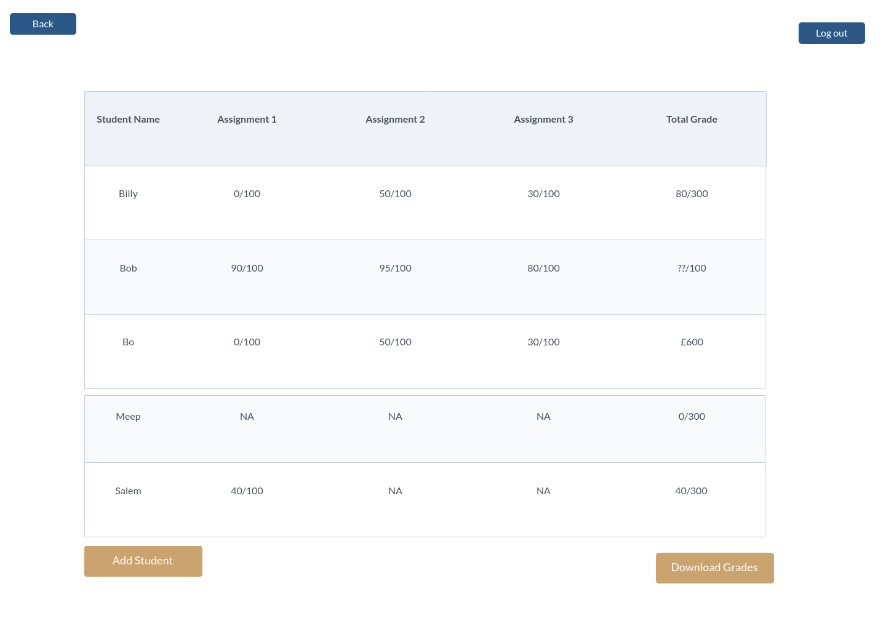 Back
Log out
Student Name Assignment 1 Assignment 2 Assignment 3 Total Grade
Billy 0/100 50/100 30/100 80/300
Bob 90/100 95/100 80/100 ??/100
Bo 0/100 50/100 30/100 £600
Meep NA NA NA 0/300
Salem 40/100 NA NA 40/300
Add Student
Download Grades